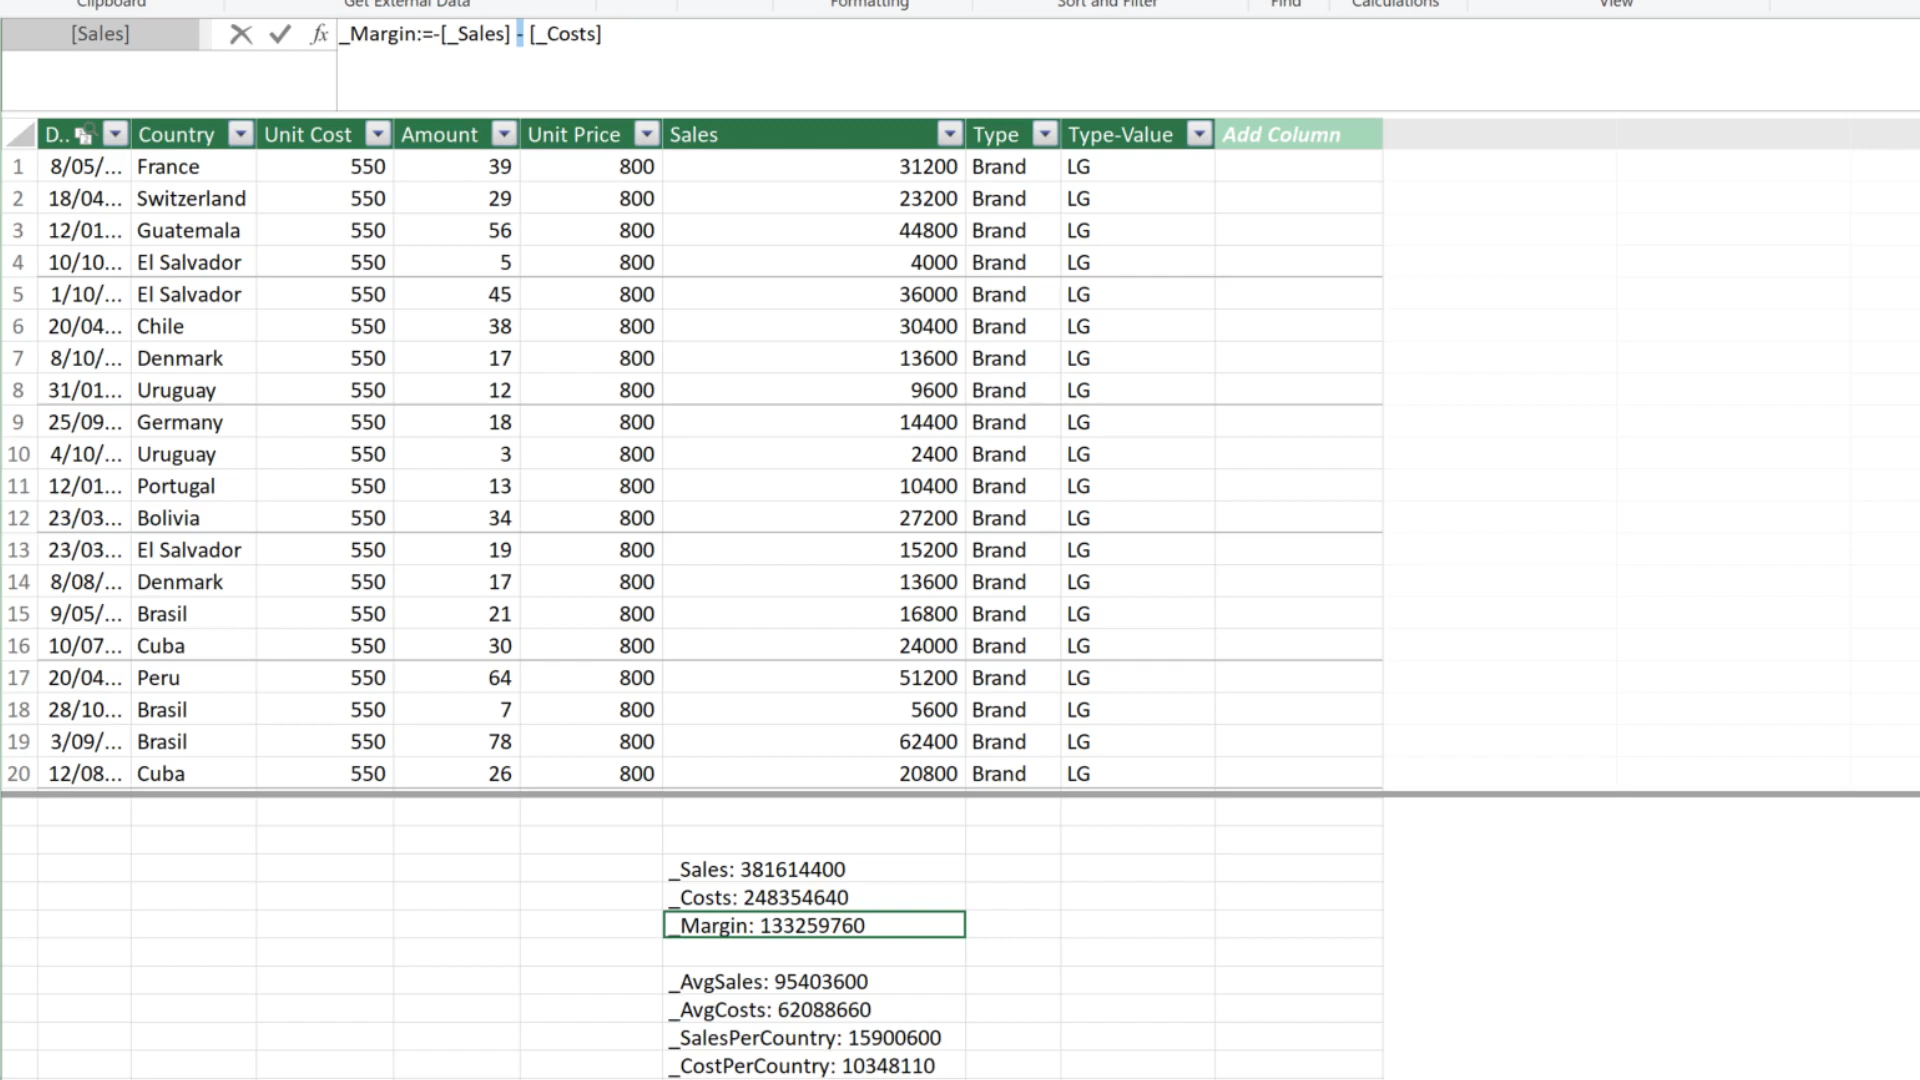 Clipboard Get External Data Formatting Sort and Filter Find Calculations View
[Sales] fx _Margin:=-[_Sales] - [_Costs]
D.. Country Unit Cost Amount Unit Price Sales Type Type-Value Add Column
1 8/05/... France 550 39 800 31200 Brand LG
2 18/04... Switzerland 550 29 800 23200 Brand LG
3 12/01... Guatemala 550 56 800 44800 Brand LG
4 10/10... El Salvador 550 5 800 4000 Brand LG
5 1/10/... El Salvador 550 45 800 36000 Brand LG
6 20/04... Chile 550 38 800 30400 Brand LG
7 8/10/... Denmark 550 17 800 13600 Brand LG
8 31/01... Uruguay 550 12 800 9600 Brand LG
9 25/09... Germany 550 18 800 14400 Brand LG
10 4/10/... Uruguay 550 3 800 2400 Brand LG
11 12/01... Portugal 550 13 800 10400 Brand LG
12 23/03... Bolivia 550 34 800 27200 Brand LG
13 23/03... El Salvador 550 19 800 15200 Brand LG
14 8/08/... Denmark 550 17 800 13600 Brand LG
15 9/05/... Brasil 550 21 800 16800 Brand LG
16 10/07... Cuba 550 30 800 24000 Brand LG
17 20/04... Peru 550 64 800 51200 Brand LG
18 28/10... Brasil 550 7 800 5600 Brand LG
19 3/09/... Brasil 550 78 800 62400 Brand LG
20 12/08... Cuba 550 26 800 20800 Brand LG
_Sales: 381614400
_Costs: 248354640
_Margin: 133259760
_AvgSales: 95403600
_AvgCosts: 62088660
_SalesPerCountry: 15900600
_CostPerCountry: 10348110